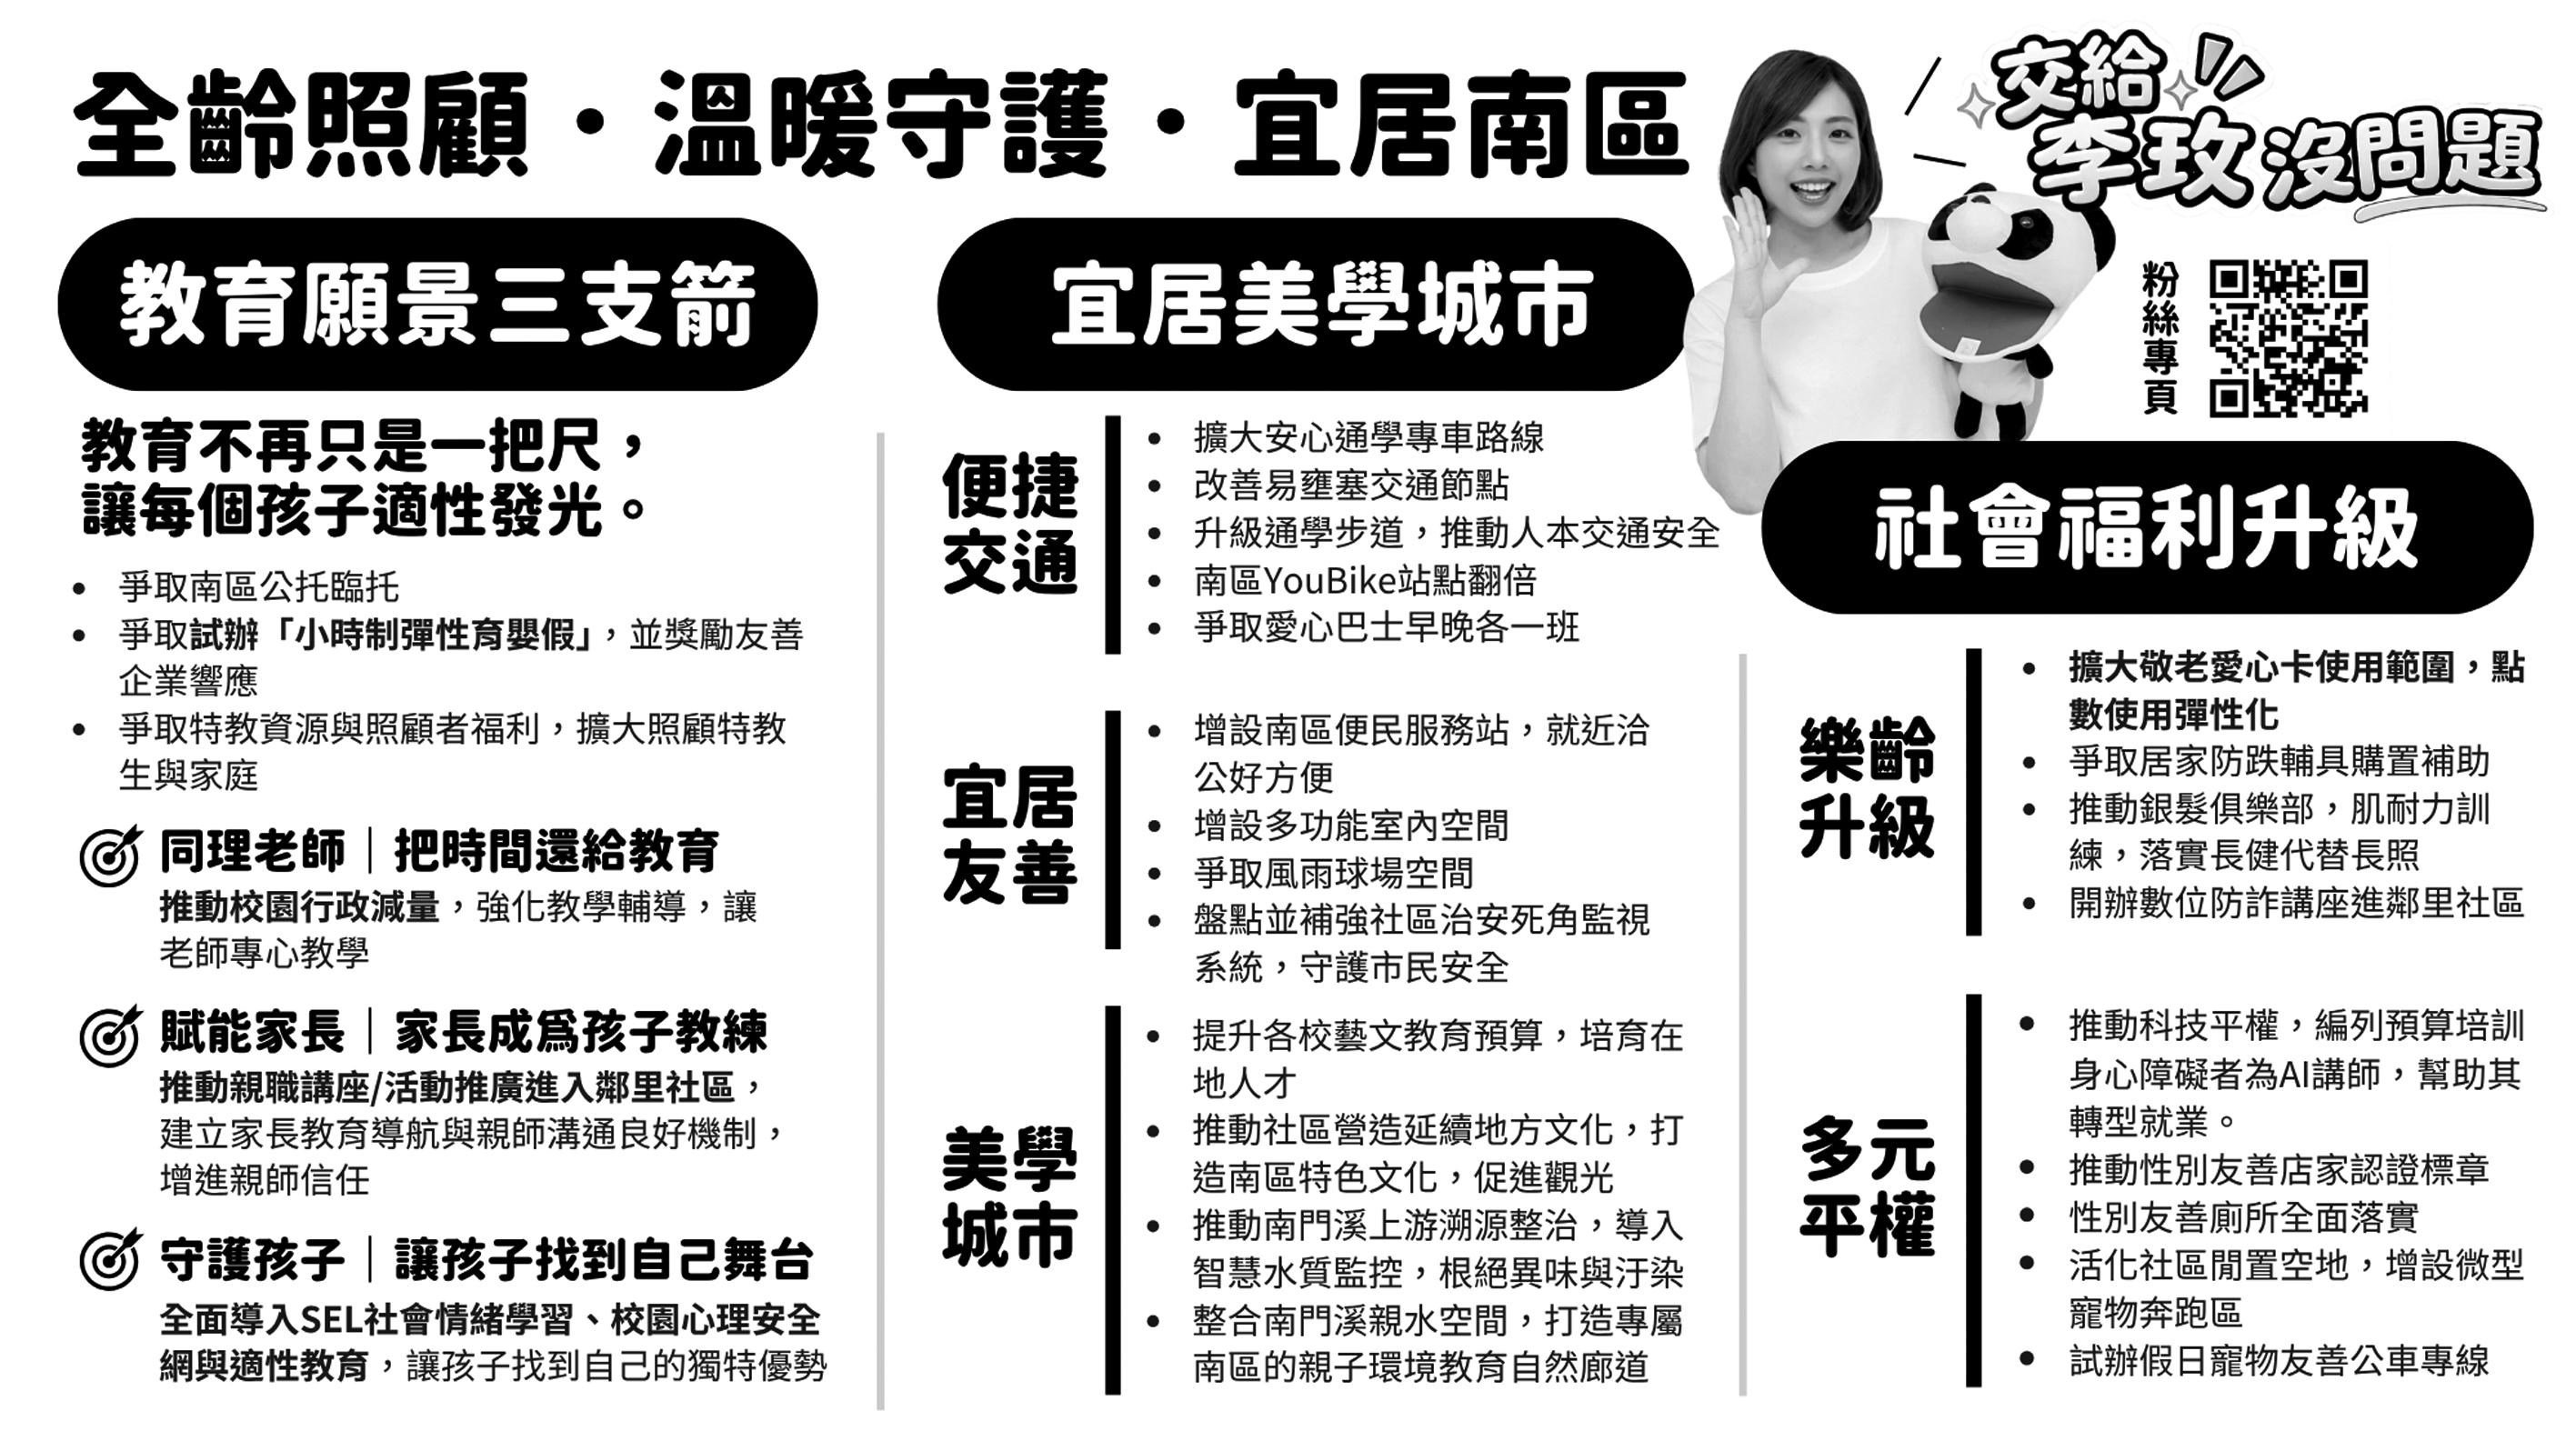 全齡照顧・溫暖守護・宜居南區
交給
李玫沒問題
粉絲專頁
教育願景三支箭
教育不再只是一把尺，
讓每個孩子適性發光。
• 爭取南區公托臨托
• 爭取試辦「小時制彈性育嬰假」，並獎勵友善
企業響應
• 爭取特教資源與照顧者福利，擴大照顧特教
生與家庭
同理老師｜把時間還給教育
推動校園行政減量，強化教學輔導，讓
老師專心教學
賦能家長｜家長成為孩子教練
推動親職講座/活動推廣進入鄰里社區，
建立家長教育導航與親師溝通良好機制，
增進親師信任
守護孩子｜讓孩子找到自己舞台
全面導入SEL社會情緒學習、校園心理安全
網與適性教育，讓孩子找到自己的獨特優勢
宜居美學城市
便捷
交通
• 擴大安心通學專車路線
• 改善易壅塞交通節點
• 升級通學步道，推動人本交通安全
• 南區YouBike站點翻倍
• 爭取愛心巴士早晚各一班
宜居
友善
• 增設南區便民服務站，就近洽
公好方便
• 增設多功能室內空間
• 爭取風雨球場空間
• 盤點並補強社區治安死角監視
系統，守護市民安全
美學
城市
• 提升各校藝文教育預算，培育在
地人才
• 推動社區營造延續地方文化，打
造南區特色文化，促進觀光
• 推動南門溪上游溯源整治，導入
智慧水質監控，根絕異味與汙染
• 整合南門溪親水空間，打造專屬
南區的親子環境教育自然廊道
社會福利升級
樂齡
升級
• 擴大敬老愛心卡使用範圍，點
數使用彈性化
• 爭取居家防跌輔具購置補助
• 推動銀髮俱樂部，肌耐力訓
練，落實長健代替長照
• 開辦數位防詐講座進鄰里社區
多元
平權
• 推動科技平權，編列預算培訓
身心障礙者為AI講師，幫助其
轉型就業。
• 推動性別友善店家認證標章
• 性別友善廁所全面落實
• 活化社區閒置空地，增設微型
寵物奔跑區
• 試辦假日寵物友善公車專線